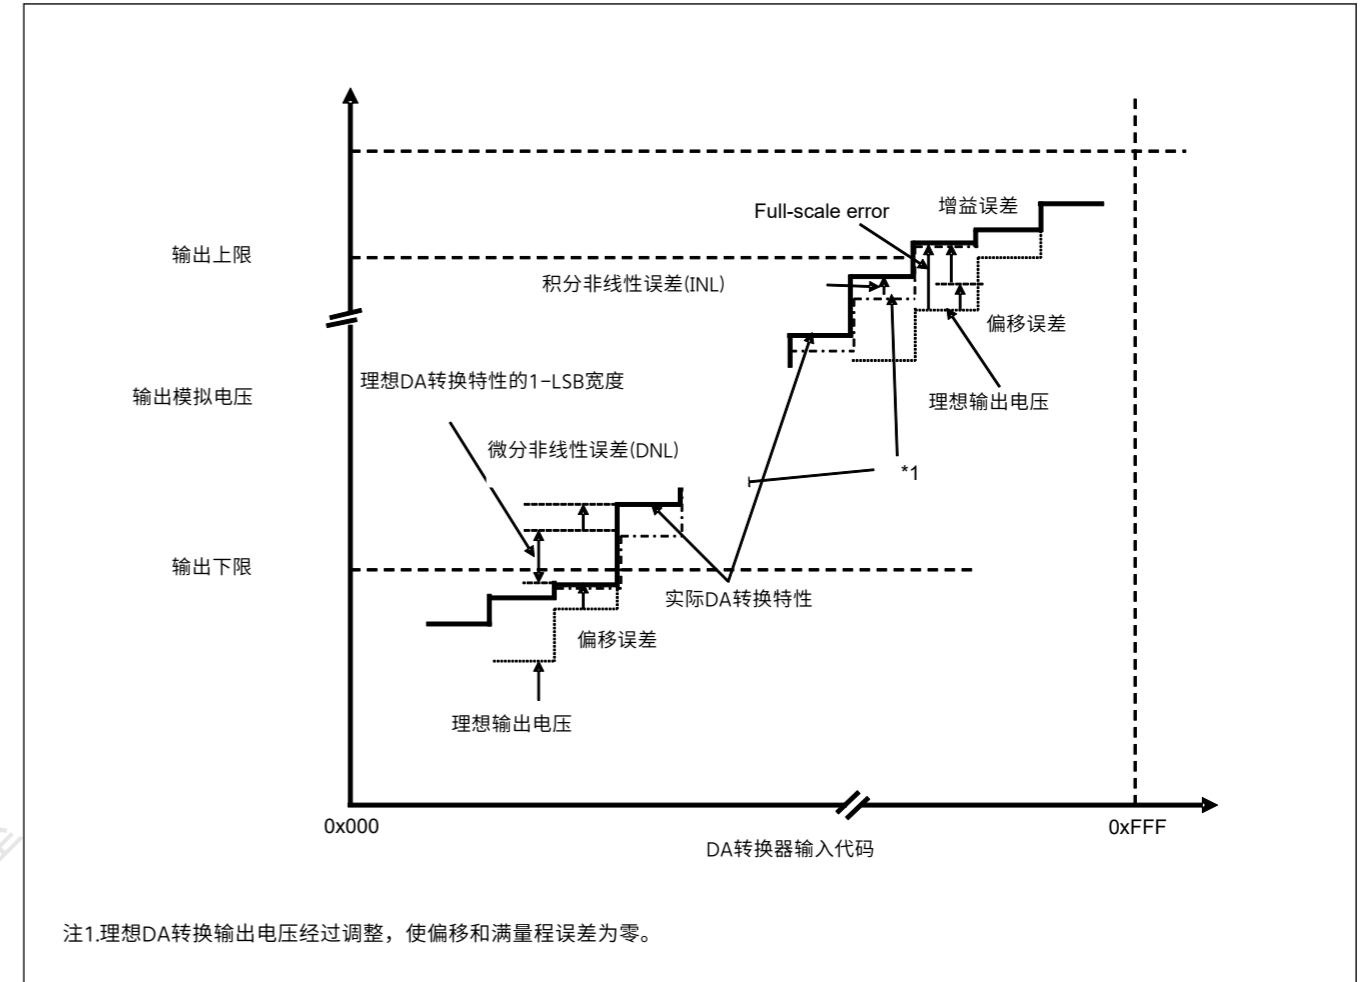 Full-scale error
增益误差
输出上限
积分非线性误差(INL)
偏移误差
理想DA转换特性的1-LSB宽度
输出模拟电压
理想输出电压
微分非线性误差(DNL)
*1
输出下限
实际DA转换特性
偏移误差
理想输出电压
0x000
0xFFF
DA转换器输入代码
注1.理想DA转换输出电压经过调整，使偏移和满量程误差为零。